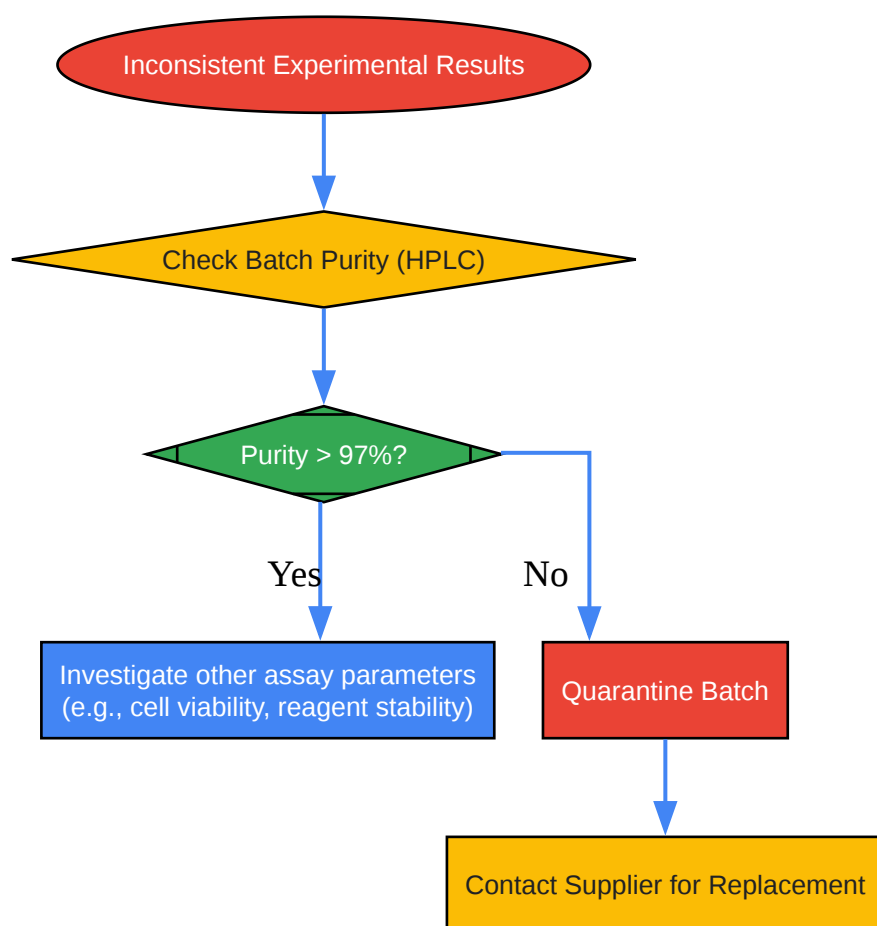 Inconsistent Experimental Results
Check Batch Purity (HPLC)
Purity > 97%?
Yes
No
Investigate other assay parameters
(e.g., cell viability, reagent stability)
Quarantine Batch
Contact Supplier for Replacement